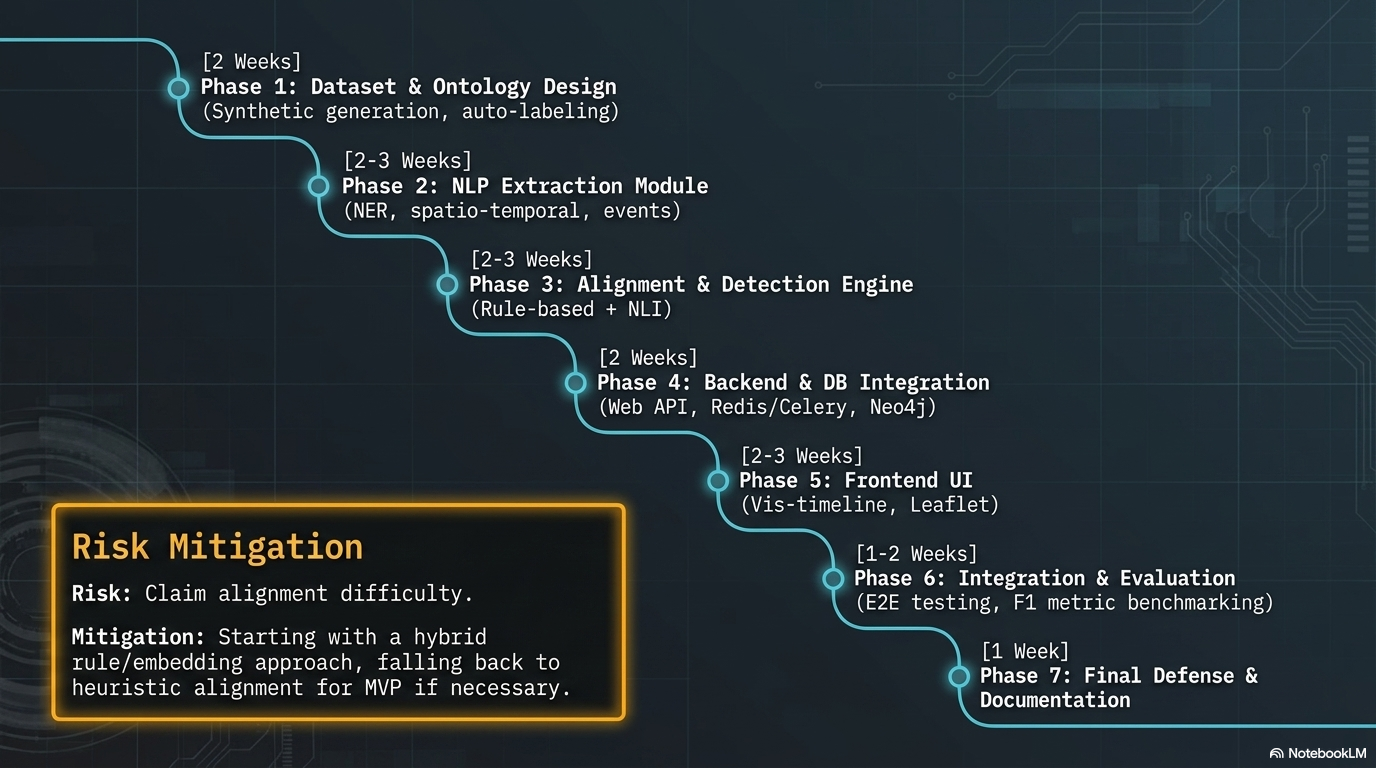 [2 Weeks]
Phase 1: Dataset & Ontology Design
(Synthetic generation, auto-labeling)
[2-3 Weeks]
Phase 2: NLP Extraction Module
(NER, spatio-temporal, events)
[2-3 Weeks]
Phase 3: Alignment & Detection Engine
(Rule-based + NLI)
[2 Weeks]
Phase 4: Backend & DB Integration
(Web API, Redis/Celery, Neo4j)
[2-3 Weeks]
Phase 5: Frontend UI
(Vis-timeline, Leaflet)
[1-2 Weeks]
Phase 6: Integration & Evaluation
(E2E testing, F1 metric benchmarking)
[1 Week]
Phase 7: Final Defense &
Documentation
Risk Mitigation
Risk: Claim alignment difficulty.
Mitigation: Starting with a hybrid
rule/embedding approach, falling back to
heuristic alignment for MVP if necessary.
NotebookLM